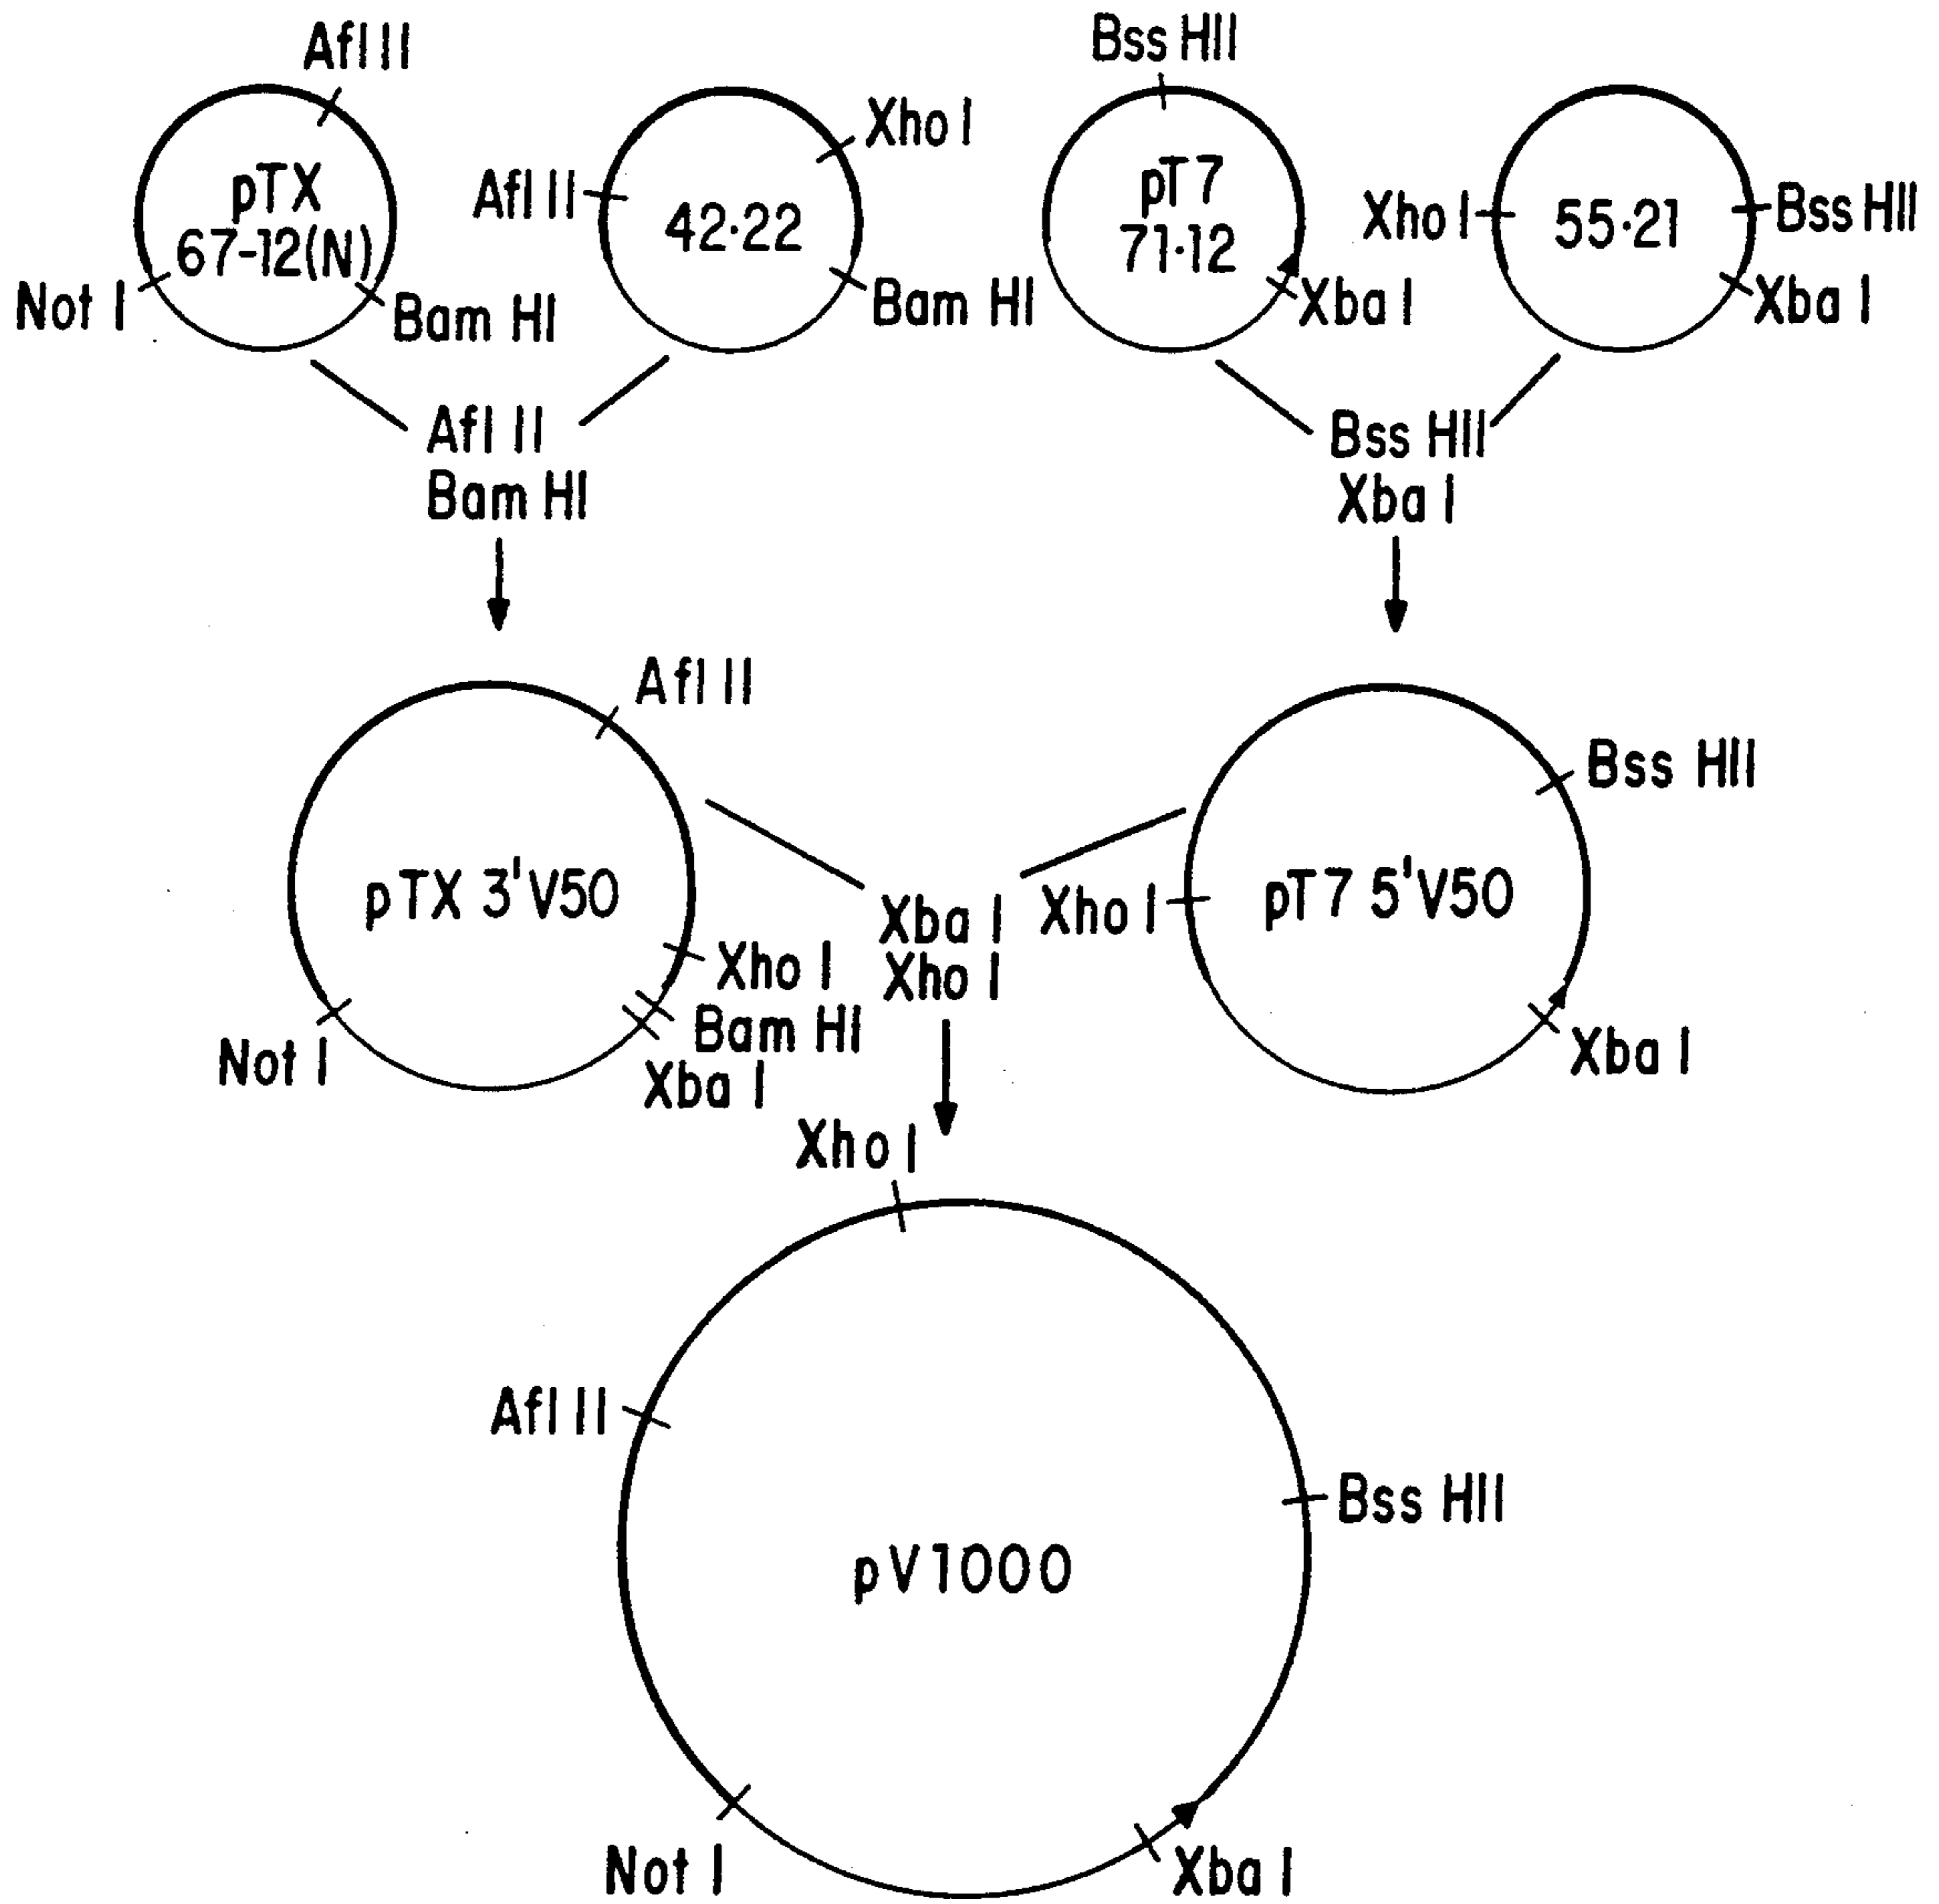 Afl II
Bss HII
Xho I
pTX
67-12(N)
Afl II
42·22
pT7
71·12
Xho I
55·21
Bss HII
Not I
Bam HI
Bam HI
Xba I
Xba I
Afl II
Bam HI
Bss HII
Xba I
Afl II
Bss HII
pTX 3'V50
Xba I
Xho I
Xho I
pT7 5'V50
Xho I
Bam HI
Xba I
Not I
Xba I
Xho I
Afl II
Bss HII
pV1000
Not I
Xba I